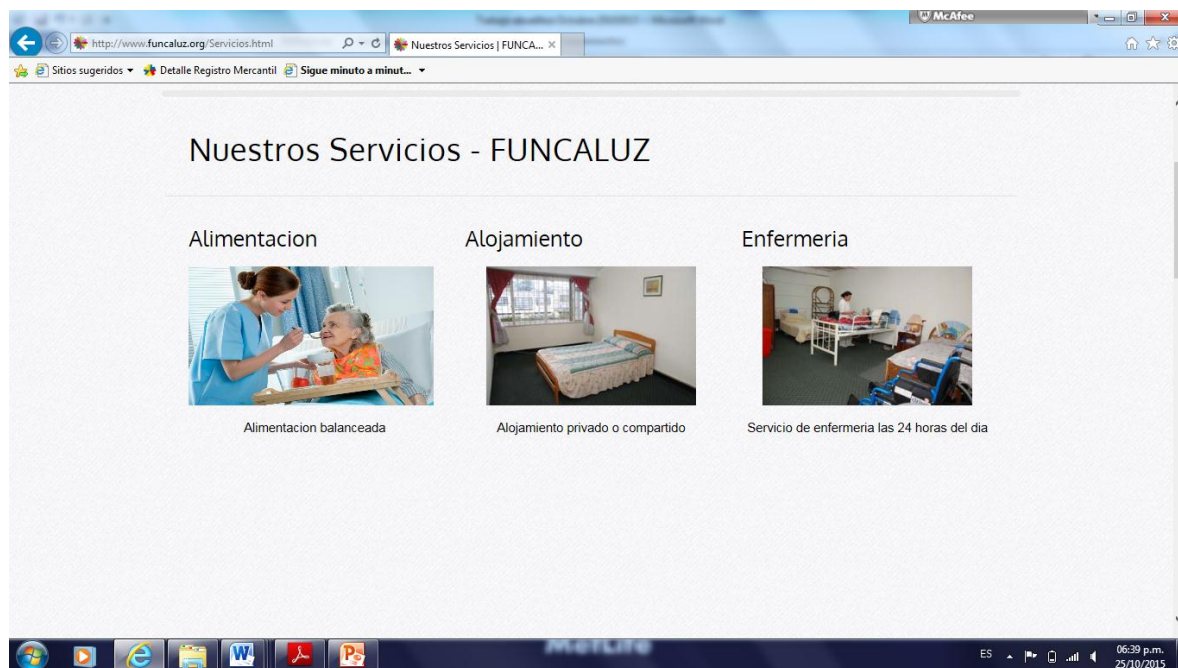 McAfee
http://www.funcaluz.org/Servicios.html
Nuestros Servicios | FUNCA...
Sitios sugeridos
Detalle Registro Mercantil
Sigue minuto a minut...
Nuestros Servicios - FUNCALUZ
Alimentacion
Alojamiento
Enfermeria
Alimentacion balanceada
Alojamiento privado o compartido
Servicio de enfermeria las 24 horas del dia
MetLife
ES
06:39 p.m.
25/10/2015